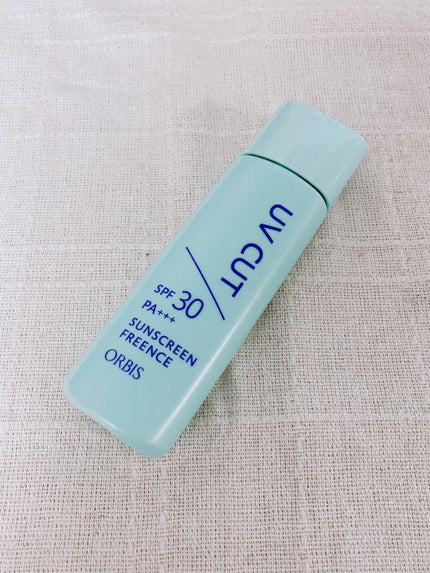 UV CUT
SPF 30
PA+++
SUNSCREEN
FREENCE
ORBIS